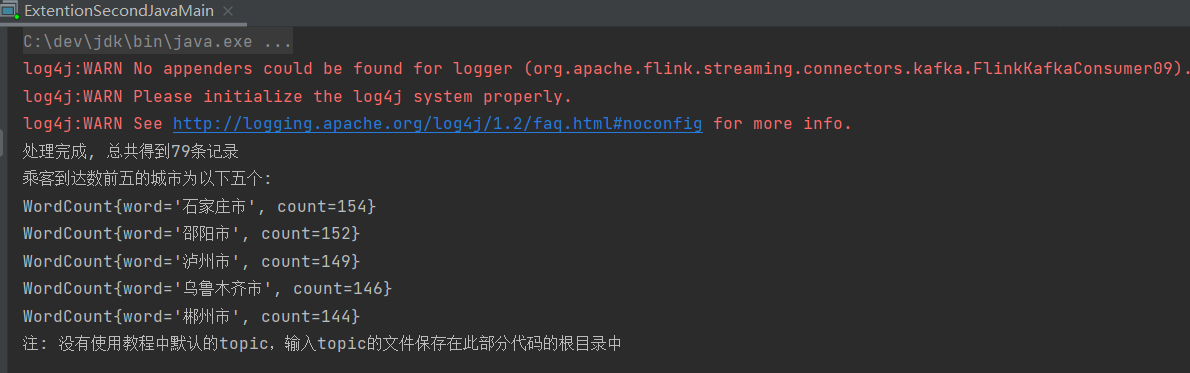 ExtentionSecondJavaMain
C:\dev\jdk\bin\java.exe ...
log4j:WARN No appenders could be found for logger (org.apache.flink.streaming.connectors.kafka.FlinkKafkaConsumer09).
log4j:WARN Please initialize the log4j system properly.
log4j:WARN See http://logging.apache.org/log4j/1.2/faq.html#noconfig for more info.
处理完成, 总共得到79条记录
乘客到达数前五的城市为以下五个:
WordCount{word='石家庄市', count=154}
WordCount{word='邵阳市', count=152}
WordCount{word='泸州市', count=149}
WordCount{word='乌鲁木齐市', count=146}
WordCount{word='郴州市', count=144}
注: 没有使用教程中默认的topic，输入topic的文件保存在此部分代码的根目录中